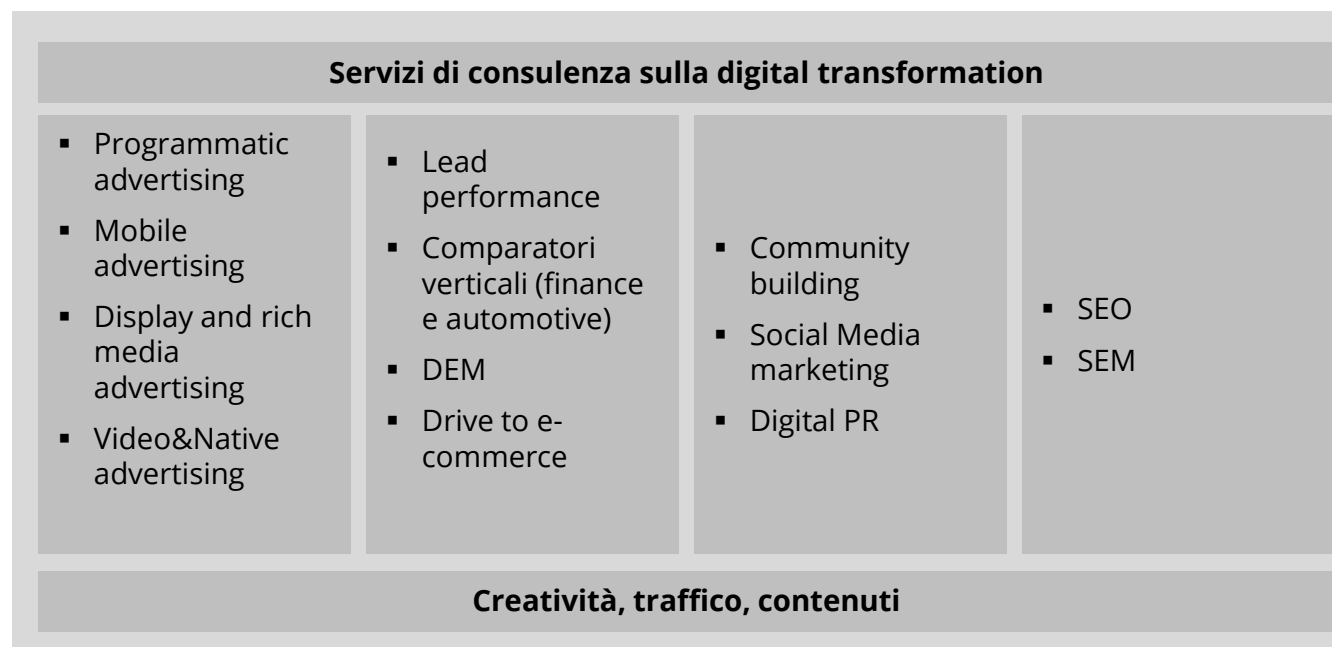 Servizi di consulenza sulla digital transformation
▪ Programmatic
advertising
▪ Mobile
advertising
▪ Display and rich
media
advertising
▪ Video&Native
advertising
▪ Lead
performance
▪ Comparatori
verticali (finance
e automotive)
▪ DEM
▪ Drive to e-
commerce
▪ Community
building
▪ Social Media
marketing
▪ Digital PR
▪ SEO
▪ SEM
Creatività, traffico, contenuti